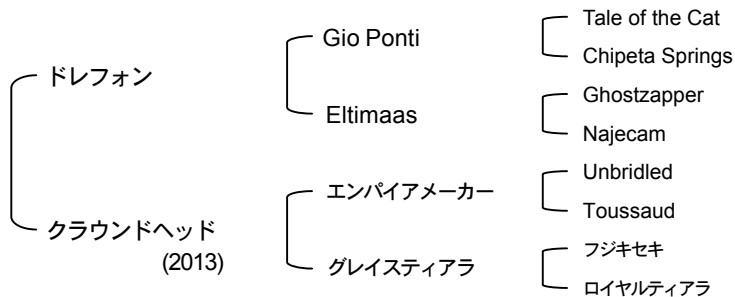 ドレフォン
クラウンドヘッド
(2013)
Gio Ponti
Eltimaas
エンパイアメーカー
グレイスティアラ
Tale of the Cat
Chipeta Springs
Ghostzapper
Najecam
Unbridled
Toussaud
フジキセキ
ロイヤルティアラ